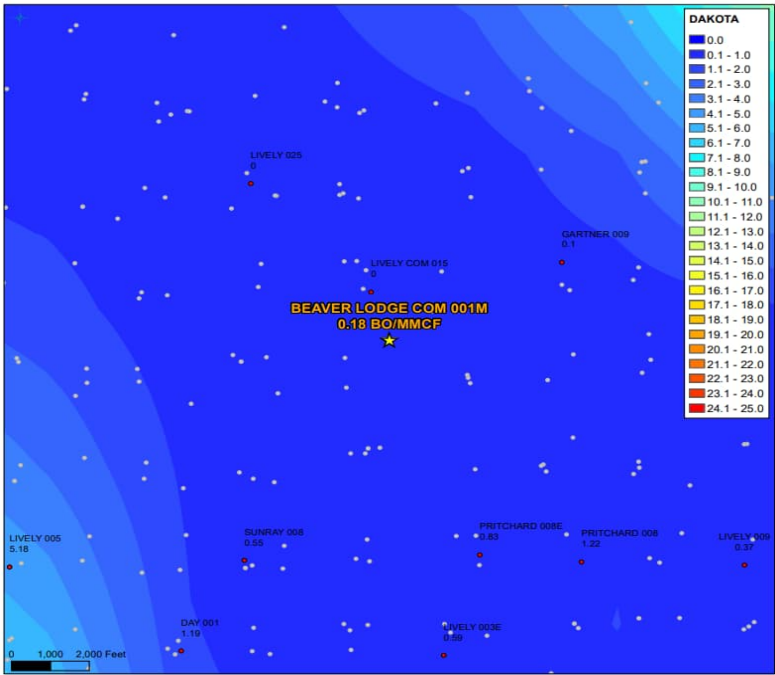 DAKOTA
0.0
0.1 - 1.0
1.1 - 2.0
2.1 - 3.0
3.1 - 4.0
4.1 - 5.0
5.1 - 6.0
6.1 - 7.0
7.1 - 8.0
8.1 - 9.0
9.1 - 10.0
10.1 - 11.0
11.1 - 12.0
12.1 - 13.0
13.1 - 14.0
14.1 - 15.0
15.1 - 16.0
16.1 - 17.0
17.1 - 18.0
18.1 - 19.0
19.1 - 20.0
20.1 - 21.0
21.1 - 22.0
22.1 - 23.0
23.1 - 24.0
24.1 - 25.0
LIVELY 025
0
GARTNER 009
0.1
LIVELY COM 015
0
BEAVER LODGE COM 001M
0.18 BO/MMCF
LIVELY 005
5.18
SUNRAY 008
0.55
PRITCHARD 008E
0.83
PRITCHARD 008
1.22
LIVELY 009
0.37
DAY 001
1.19
LIVELY 003E
0.59
0 1,000 2,000 Feet